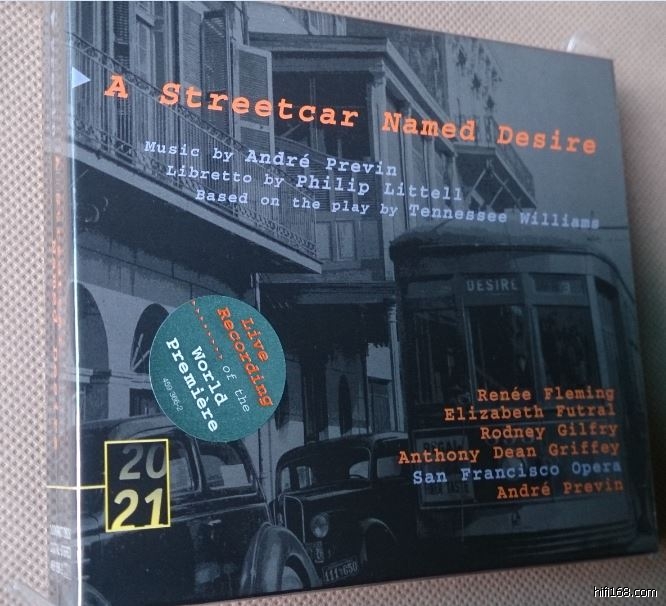 A Streetcar Named Desire
Music by André Previn
Libretto by Philip Littell
Based on the play by Tennessee Williams
DESIRE
Live
Recording
of the
World
Première
Renée Fleming
Elizabeth Futral
Rodney Gilfry
Anthony Dean Griffey
San Francisco Opera
André Previn
20
21
REGAL
hifi168.com